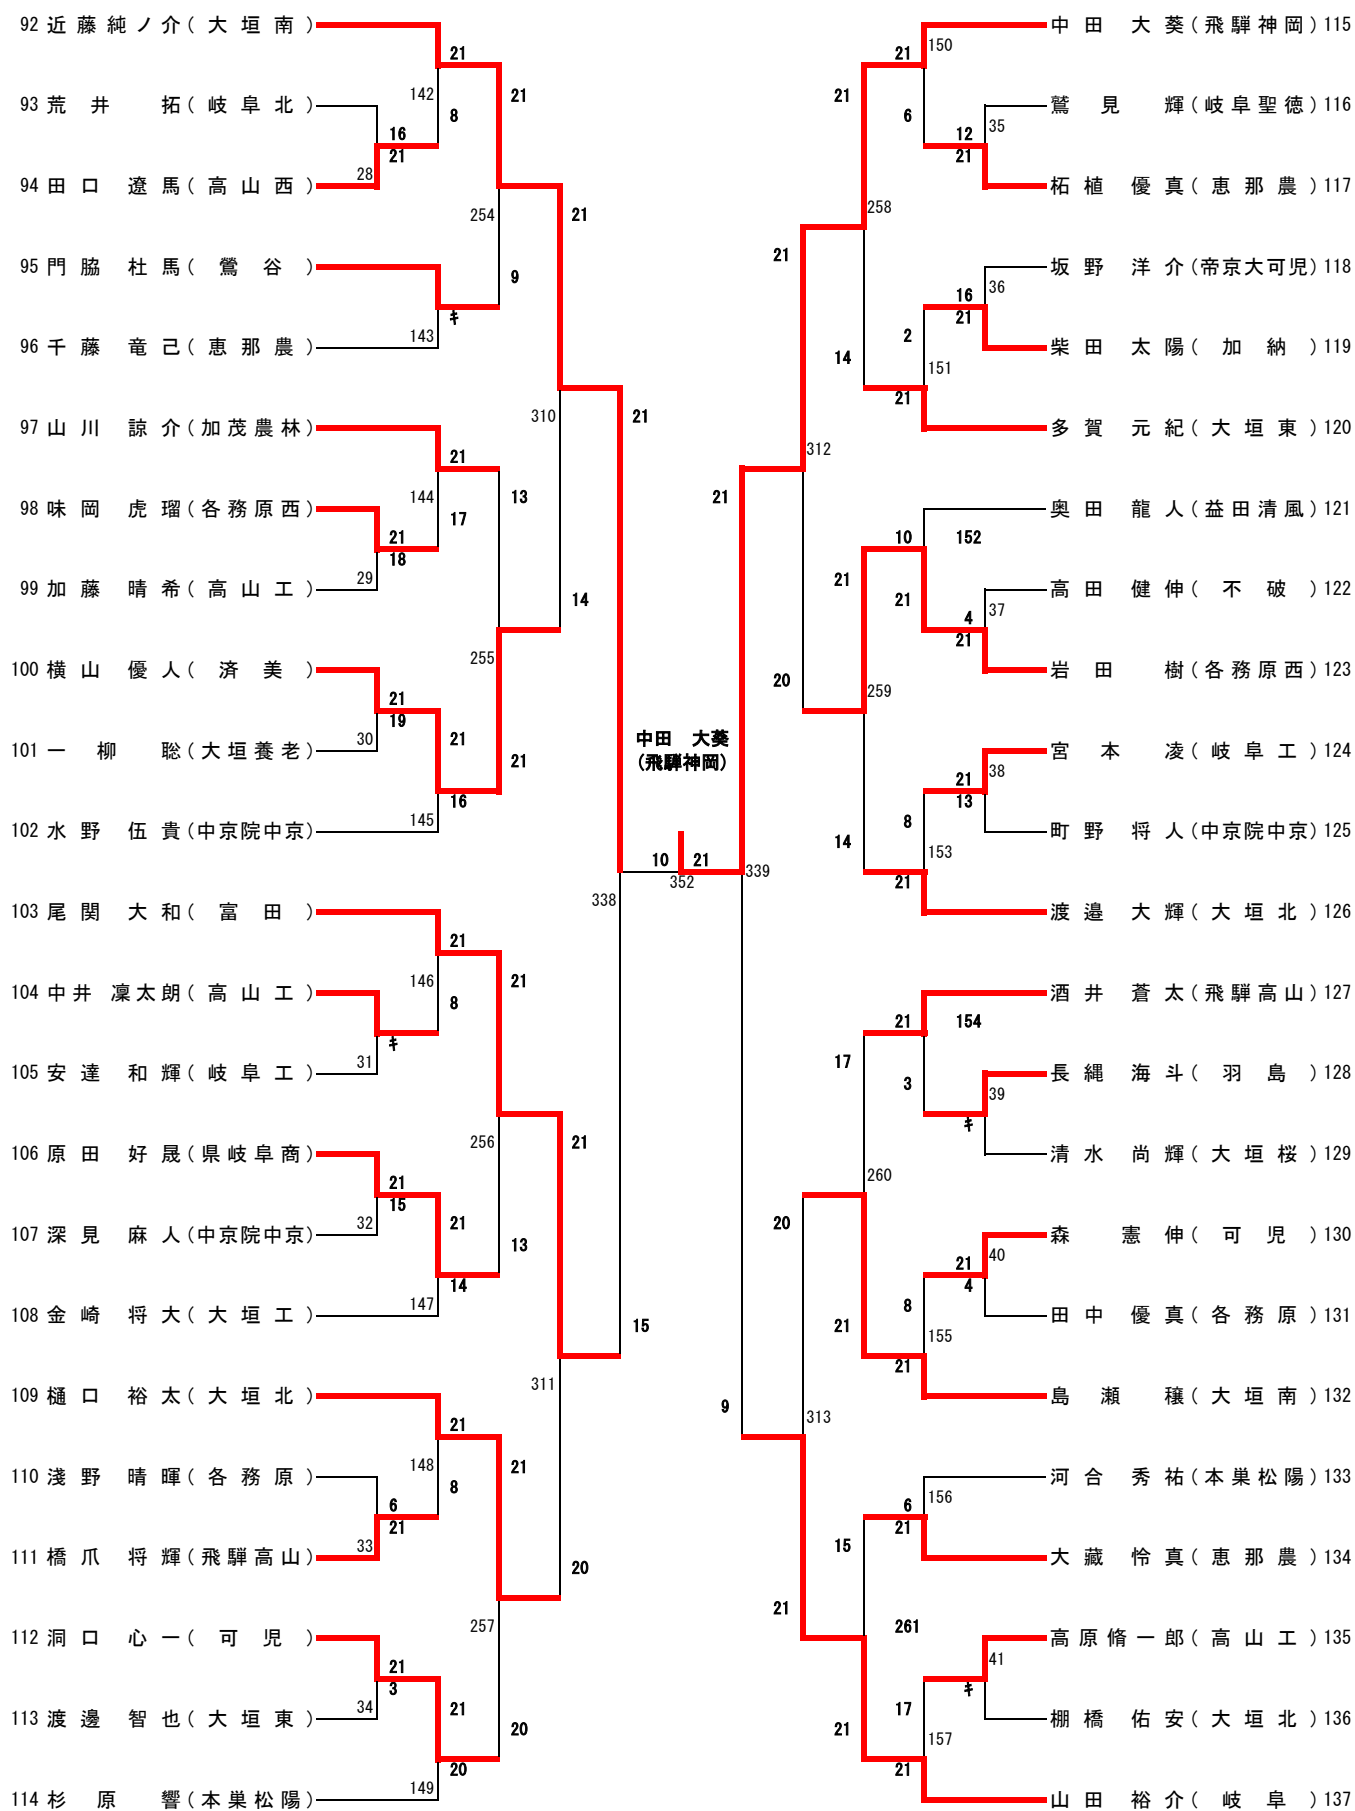 92 近藤純ノ介(大垣南)
93 荒井 拓(岐阜北)
94 田口 遼馬(高山西)
95 門脇 杜馬(鶯谷)
96 千藤 竜己(恵那農)
97 山川 諒介(加茂農林)
98 味岡 虎瑠(各務原西)
99 加藤 晴希(高山工)
100 横山 優人(済美)
101 一柳 聡(大垣養老)
102 水野 伍貴(中京院中京)
103 尾関 大和(富田)
104 中井 凜太朗(高山工)
105 安達 和輝(岐阜工)
106 原田 好晟(県岐阜商)
107 深見 麻人(中京院中京)
108 金崎 将大(大垣工)
109 樋口 裕太(大垣北)
110 淺野 晴暉(各務原)
111 橋爪 将輝(飛騨高山)
112 洞口 心一(可児)
113 渡邊 智也(大垣東)
114 杉原 響(本巣松陽)
16
21
28
21
18
29
21
19
30
キ
31
21
15
32
6
21
33
21
3
34
21
142
8
キ
143
21
144
17
21
16
145
21
146
8
21
14
147
21
148
8
21
20
149
21
254
9
13
255
21
21
256
13
21
257
20
21
310
14
21
311
20
21
338
15
中田 大葵
(飛騨神岡)
10
21
352
339
21
9
21
312
20
20
313
21
21
258
14
21
259
14
17
260
21
15
261
21
21
150
6
2
151
21
10
152
21
8
153
21
21
154
3
8
155
21
6
156
21
17
157
21
12
35
21
16
36
21
4
37
21
21
38
13
39
キ
21
40
4
41
キ
中田 大葵(飛騨神岡)115
鷲見 輝(岐阜聖徳)116
柘植 優真(恵那農)117
坂野 洋介(帝京大可児)118
柴田 太陽(加納)119
多賀 元紀(大垣東)120
奥田 龍人(益田清風)121
高田 健伸(不破)122
岩田 樹(各務原西)123
宮本 凌(岐阜工)124
町野 将人(中京院中京)125
渡邉 大輝(大垣北)126
酒井 蒼太(飛騨高山)127
長縄 海斗(羽島)128
清水 尚輝(大垣桜)129
森 憲伸(可児)130
田中 優真(各務原)131
島瀬 穣(大垣南)132
河合 秀祐(本巣松陽)133
大藏 怜真(恵那農)134
高原脩一郎(高山工)135
棚橋 佑安(大垣北)136
山田 裕介(岐阜)137